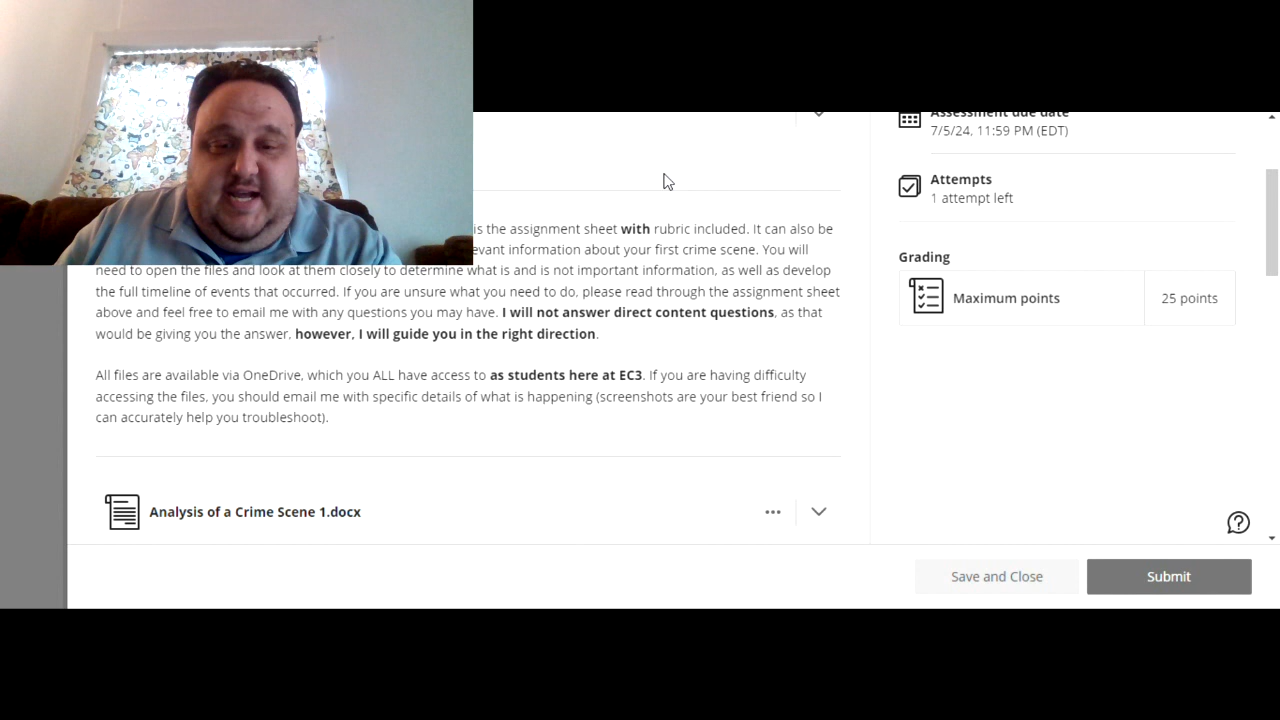 is the assignment sheet with rubric included. It can also be
evant information about your first crime scene. You will
need to open the files and look at them closely to determine what is and is not important information, as well as develop
the full timeline of events that occurred. If you are unsure what you need to do, please read through the assignment sheet
above and feel free to email me with any questions you may have. I will not answer direct content questions, as that
would be giving you the answer, however, I will guide you in the right direction.
All files are available via OneDrive, which you ALL have access to as students here at EC3. If you are having difficulty
accessing the files, you should email me with specific details of what is happening (screenshots are your best friend so I
can accurately help you troubleshoot).
Analysis of a Crime Scene 1.docx
Assessment due date
7/5/24, 11:59 PM (EDT)
Attempts
1 attempt left
Grading
Maximum points
25 points
Save and Close
Submit